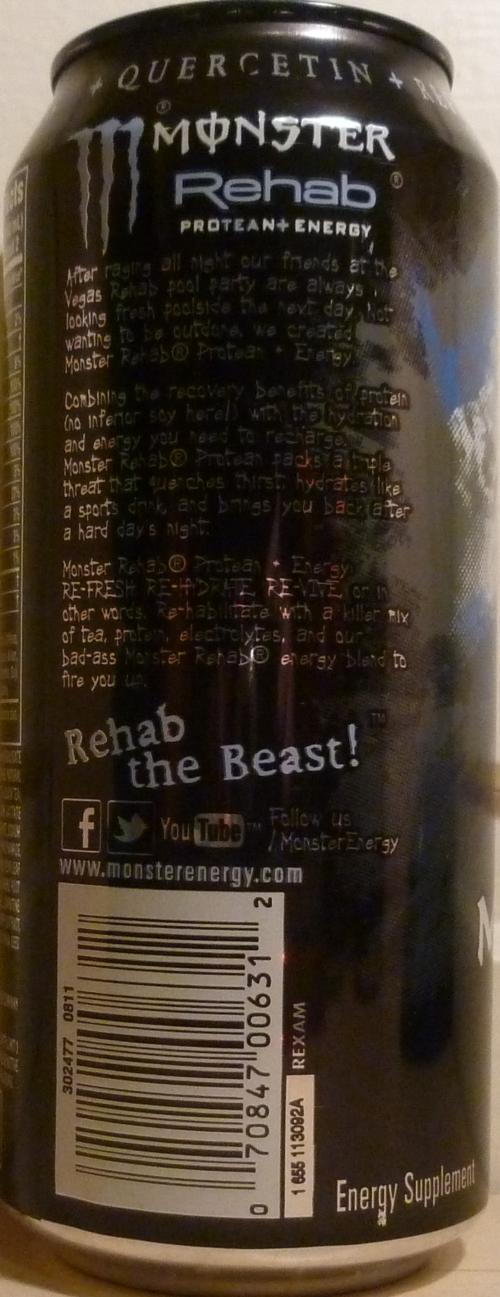 + QUERCETIN +
MONSTER
Rehab ®
PROTEAN + ENERGY
After raging all night our friends at the
Vegas Rehab pool party are always
looking fresh poolside the next day. Not
wanting to be outdone, we created
Monster Rehab® Protean + Energy.
Combining the recovery benefits of protein
(no inferior soy here!) with the hydration
and energy you need to recharge.
Monster Rehab® Protean packs a triple
threat that quenches thirst, hydrates like
a sports drink, and brings you back after
a hard day's night.
Monster Rehab® Protean + Energy.
RE-FRESH, RE-HYDRATE, RE-VIVE or in
other words, Re-habilitate with a killer mix
of tea, protein, electrolytes, and our
bad-ass Monster Rehab® energy blend to
fire you up.
Rehab
the Beast! ™
f You Tube ™ Follow us
/MonsterEnergy
www.monsterenergy.com
302477 0811
0 70847 00631 2
REXAM
1 655 113092A
Energy Supplement